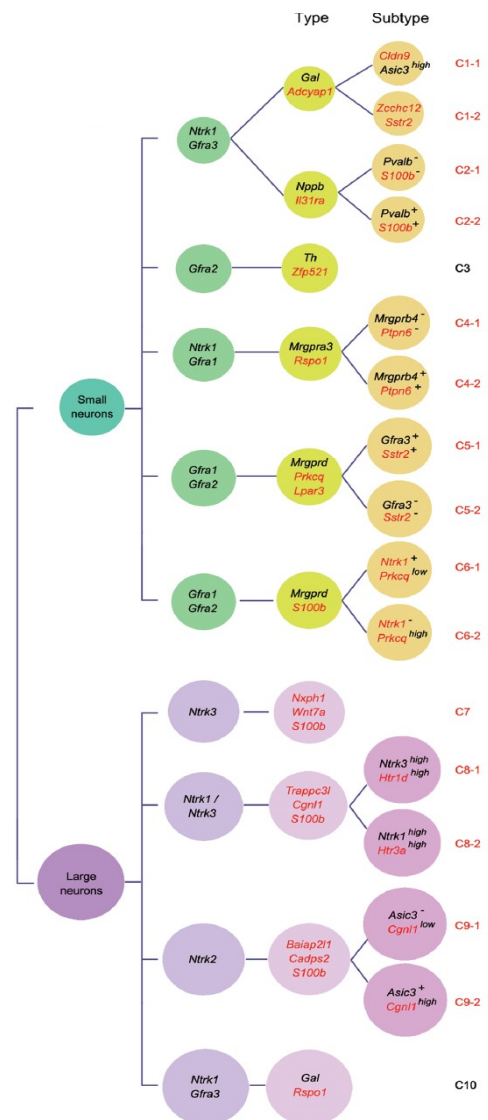 Type Subtype
Small
neurons
Ntrk1
Gfra3
Gal
Adcyap1
Cldn9
Asic3 high
C1-1
Zcchc12
Sstr2
C1-2
Nppb
Il31ra
Pvalb -
S100b -
C2-1
Pvalb +
S100b +
C2-2
Gfra2
Th
Zfp521
C3
Ntrk1
Gfra1
Mrgpra3
Rspo1
Mrgprb4 -
Ptpn6 -
C4-1
Mrgprb4 +
Ptpn6 +
C4-2
Gfra1
Gfra2
Mrgprd
Prkcq
Lpar3
Gfra3 +
Sstr2 +
C5-1
Gfra3 -
Sstr2 -
C5-2
Gfra1
Gfra2
Mrgprd
S100b
Ntrk1 +
Prkcq low
C6-1
Ntrk1 -
Prkcq high
C6-2
Large
neurons
Ntrk3
Nxph1
Wnt7a
S100b
C7
Ntrk1 /
Ntrk3
Trappc3l
Cgnl1
S100b
Ntrk3 high
Htr1d high
C8-1
Ntrk1 high
Htr3a high
C8-2
Ntrk2
Baiap2l1
Cadps2
S100b
Asic3 -
Cgnl1 low
C9-1
Asic3 +
Cgnl1 high
C9-2
Ntrk1
Gfra3
Gal
Rspo1
C10